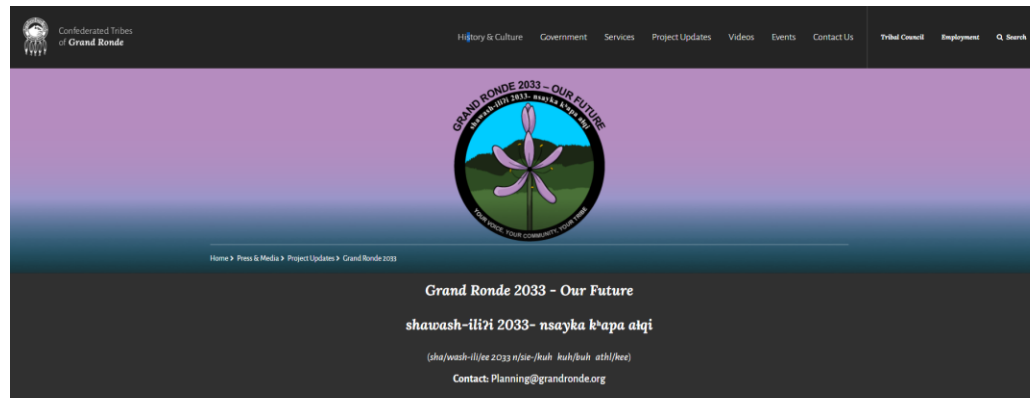 Confederated Tribes
of Grand Ronde
History & Culture Government Services Project Updates Videos Events Contact Us Tribal Council Employment Search
GRAND RONDE 2033 – OUR FUTURE
shawash-iliʔi 2033- nsayka kʰapa aɬqi
YOUR VOICE, YOUR COMMUNITY, YOUR TRIBE
Home > Press & Media > Project Updates > Grand Ronde 2033
Grand Ronde 2033 - Our Future
shawash-iliʔi 2033- nsayka kʰapa aɬqi
(sha/wash-ili/ee 2033 n/sie-/kuh kuh/buh athl/kee)
Contact: Planning@grandronde.org